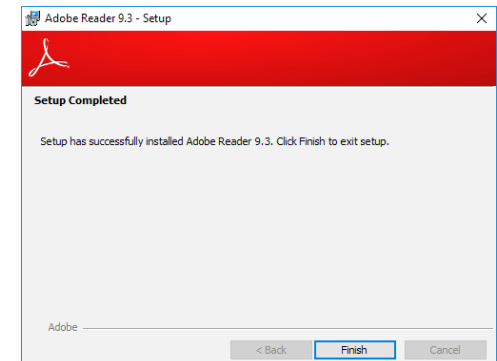 Adobe Reader 9.3 - Setup
Setup Completed
Setup has successfully installed Adobe Reader 9.3. Click Finish to exit setup.
Adobe
< Back Finish Cancel